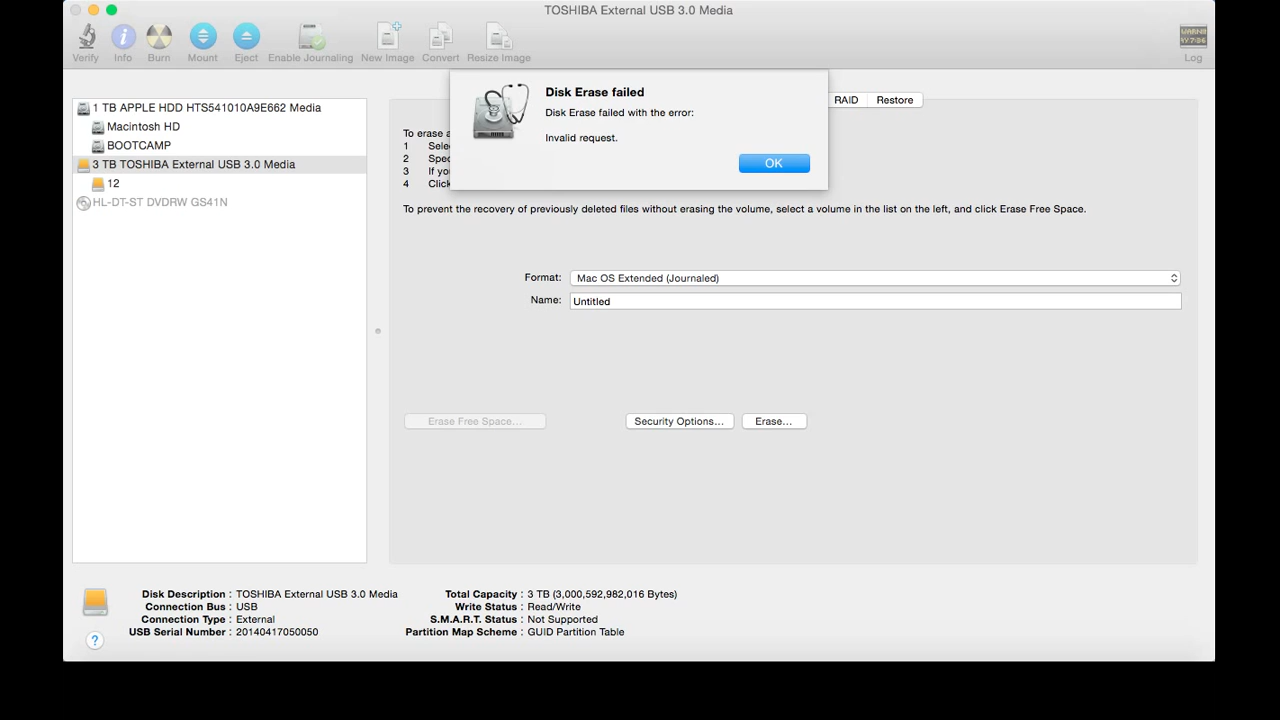 TOSHIBA External USB 3.0 Media
Verify Info Burn Mount Eject Enable Journaling New Image Convert Resize Image Log
1 TB APPLE HDD HTS541010A9E662 Media
Macintosh HD
BOOTCAMP
3 TB TOSHIBA External USB 3.0 Media
12
HL-DT-ST DVDRW GS41N
Disk Erase failed
Disk Erase failed with the error:
Invalid request.
OK
RAID Restore
To erase a
1 Sele
2 Spec
3 If yo
4 Click
To prevent the recovery of previously deleted files without erasing the volume, select a volume in the list on the left, and click Erase Free Space.
Format: Mac OS Extended (Journaled)
Name: Untitled
Erase Free Space... Security Options... Erase...
Disk Description : TOSHIBA External USB 3.0 Media
Connection Bus : USB
Connection Type : External
USB Serial Number : 20140417050050
Total Capacity : 3 TB (3,000,592,982,016 Bytes)
Write Status : Read/Write
S.M.A.R.T. Status : Not Supported
Partition Map Scheme : GUID Partition Table
?